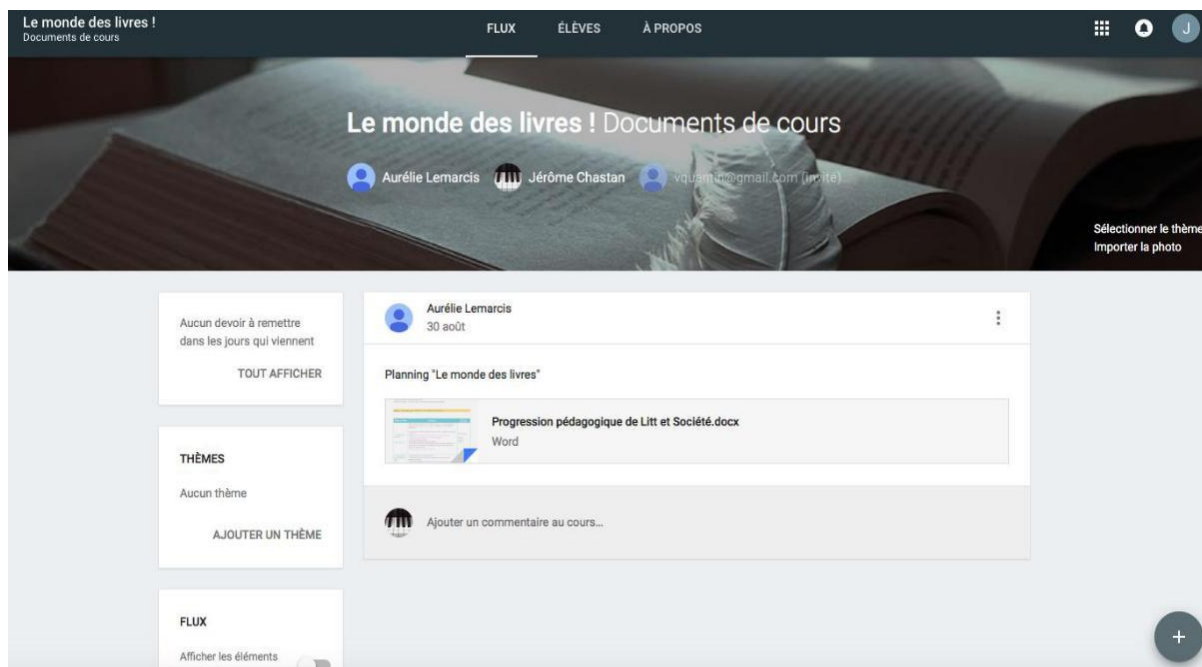 Le monde des livres !
Documents de cours
FLUX
ÉLÈVES
À PROPOS
J
Le monde des livres ! Documents de cours
Aurélie Lemarcis
Jérôme Chastan
(invité)
Sélectionner le thème
Importer la photo
Aucun devoir à remettre
dans les jours qui viennent
TOUT AFFICHER
THÈMES
Aucun thème
AJOUTER UN THÈME
FLUX
Afficher les éléments
Aurélie Lemarcis
30 août
Planning "Le monde des livres"
Progression pédagogique de Litt et Société.docx
Word
Ajouter un commentaire au cours...
+